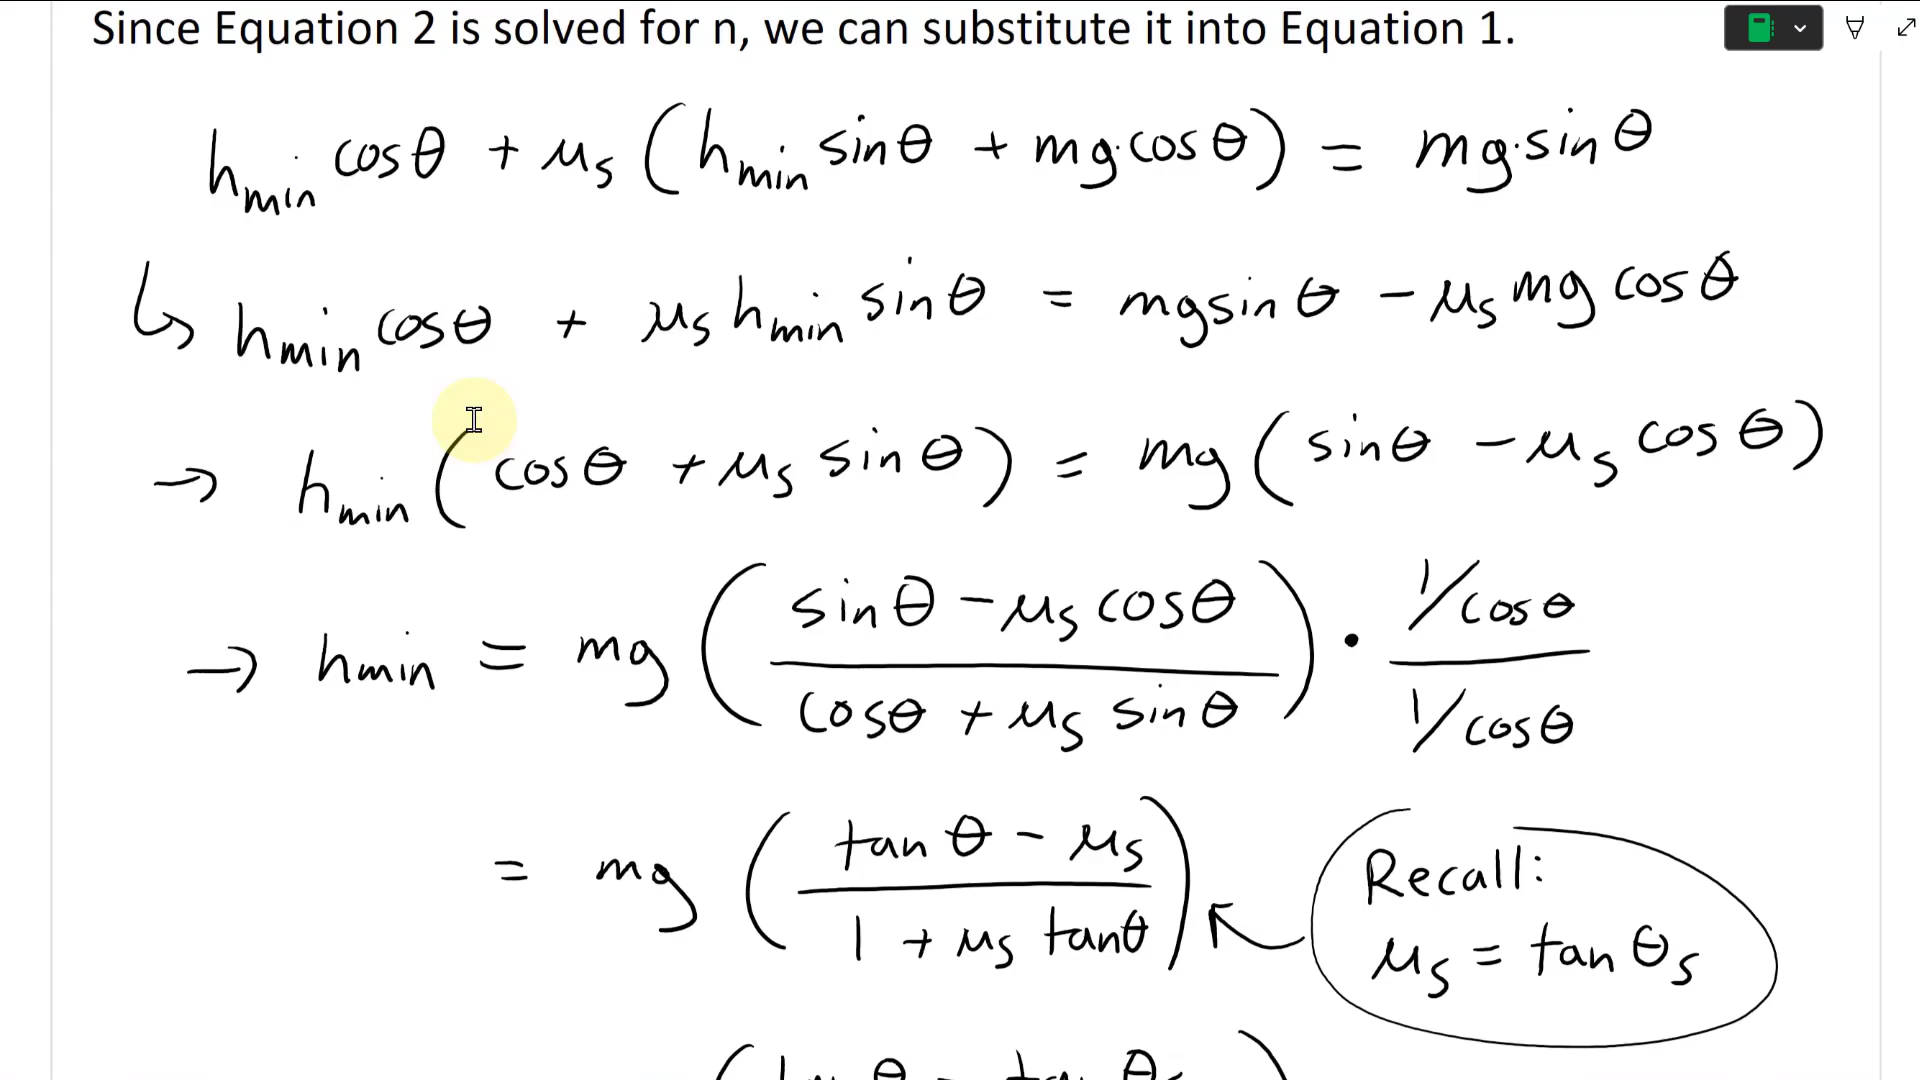 Since Equation 2 is solved for n, we can substitute it into Equation 1.
h_min cosθ + μ_s (h_min sinθ + mg·cosθ) = mg·sinθ
↳ h_min cosθ + μ_s h_min sinθ = mg sinθ − μ_s mg cosθ
→ h_min (cosθ + μ_s sinθ) = mg (sinθ − μ_s cosθ)
→ h_min = mg ((sinθ − μ_s cosθ) / (cosθ + μ_s sinθ)) • (1/cosθ) / (1/cosθ)
= mg ((tanθ − μ_s) / (1 + μ_s tanθ))
Recall:
μ_s = tanθ_s